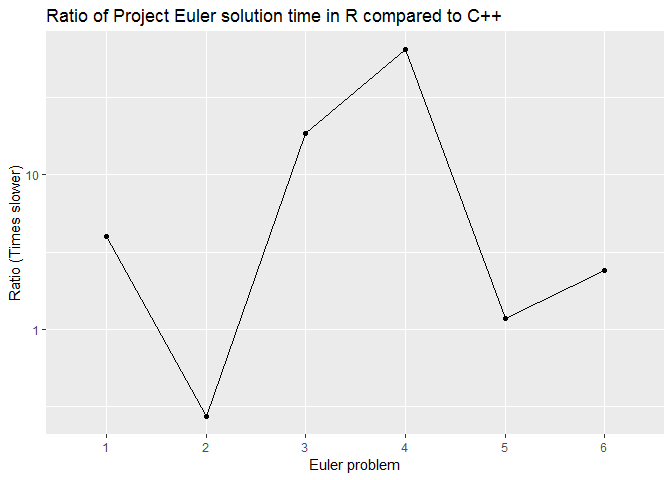 Ratio of Project Euler solution time in R compared to C++
Ratio (Times slower)
10
1
1 2 3 4 5 6
Euler problem